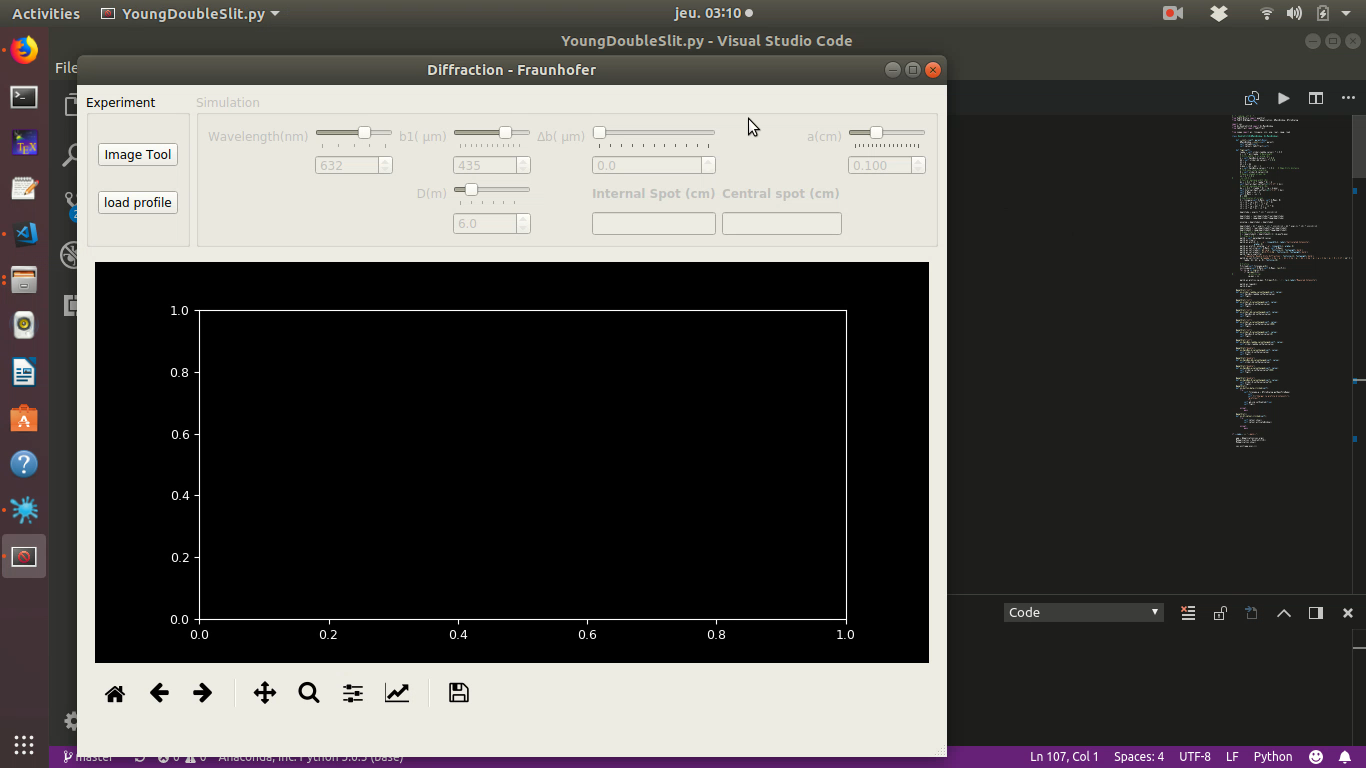 Activities YoungDoubleSlit.py jeu. 03:10
YoungDoubleSlit.py - Visual Studio Code
File
Diffraction - Fraunhofer
Experiment Simulation
Wavelength(nm) b1( µm) Δb( µm) a(cm)
Image Tool
632 435 0.0 0.100
D(m) Internal Spot (cm) Central spot (cm)
load profile
6.0
1.0
0.8
0.6
0.4
0.2
0.0
0.0 0.2 0.4 0.6 0.8 1.0
Code
master 0 0 Anaconda, Inc. Python 3.6.5 (base) Ln 107, Col 1 Spaces: 4 UTF-8 LF Python